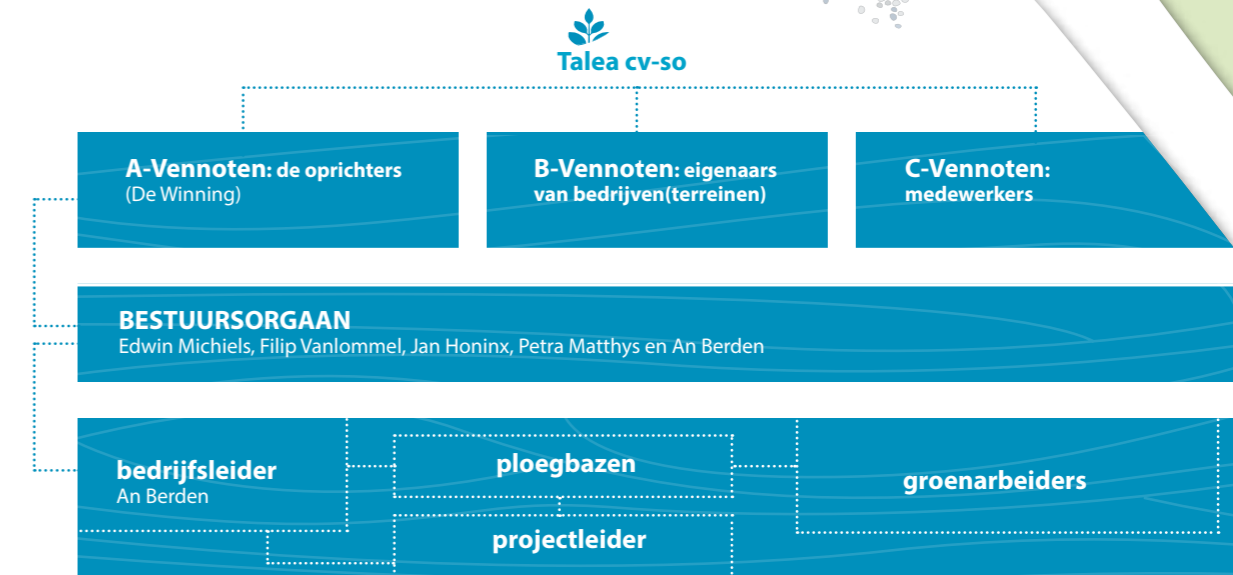 Talea cv-so
A-Vennoten: de oprichters
(De Winning)
B-Vennoten: eigenaars
van bedrijven(terreinen)
C-Vennoten:
medewerkers
BESTUURSORGAAN
Edwin Michiels, Filip Vanlommel, Jan Honinx, Petra Matthys en An Berden
bedrijfsleider
An Berden
ploegbazen
projectleider
groenarbeiders